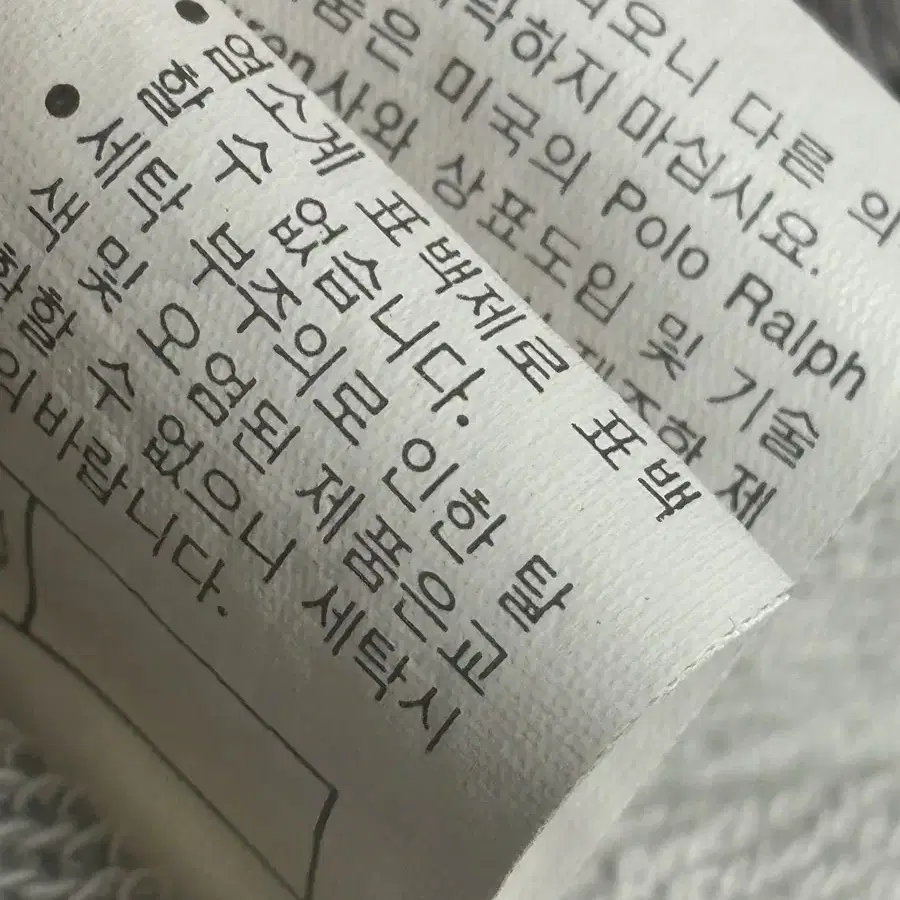 오니 다른 의
하지 마십시요.
품은 미국의 Polo Ralph
사와 상표도입 및 기술
제
염소계 표백제로 표백
할 수 없습니다.
세탁 부주의로 인한 탈
색 및 오염된 제품은 교
환할 수 없으니 세탁시
바랍니다.